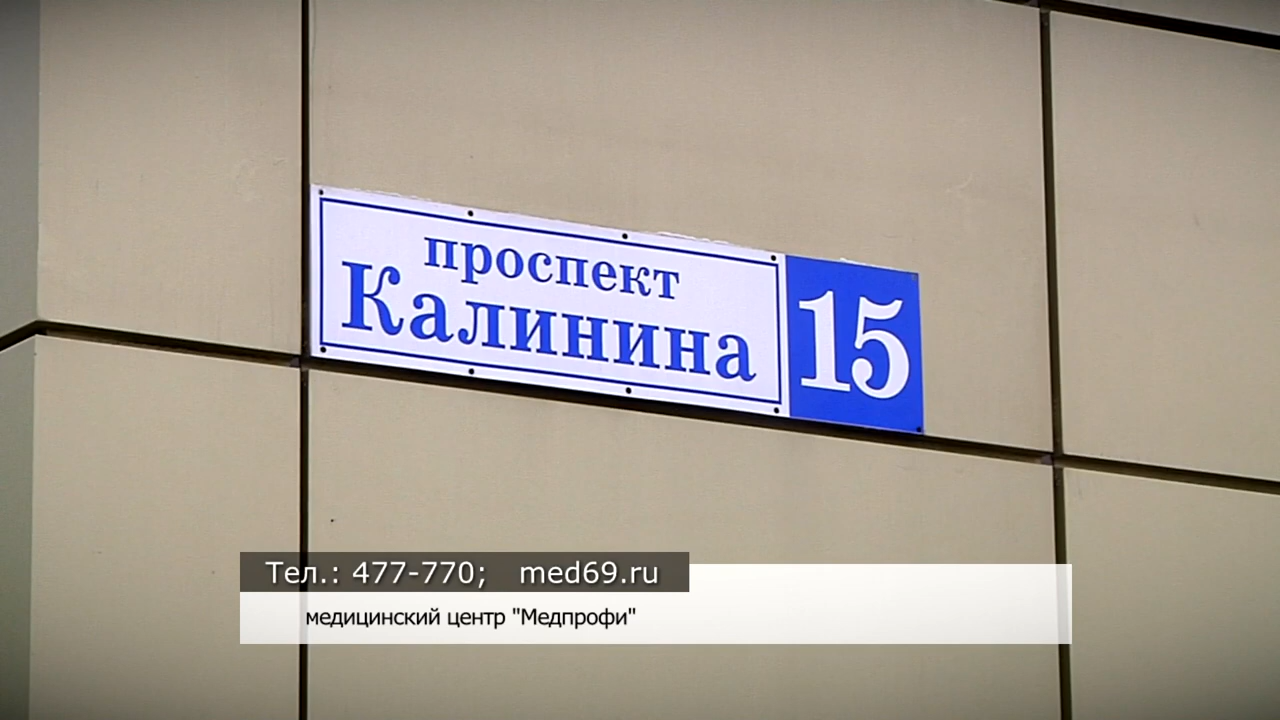 проспект
Калинина
15
Тел.: 477-770; med69.ru
медицинский центр "Медпрофи"